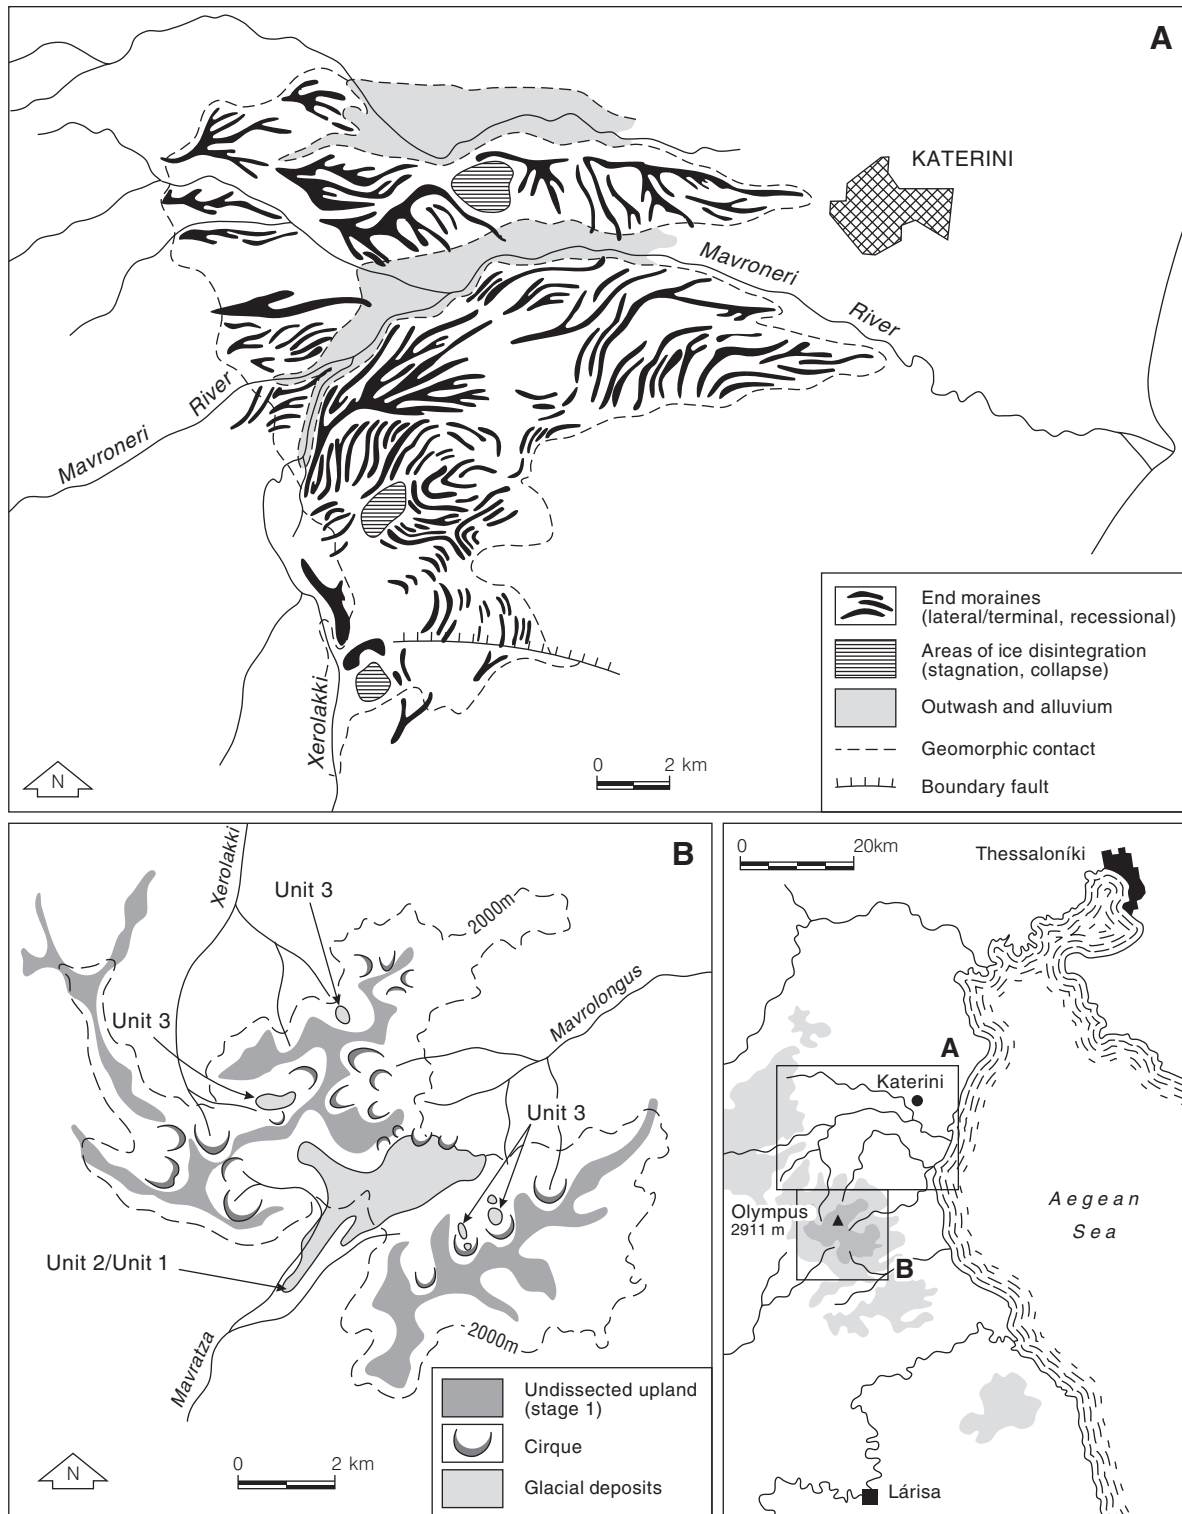 A
KATERINI
Mavroneri
River
River
Mavroneri
Xerolakki
N
0 2 km
End moraines
(lateral/terminal, recessional)
Areas of ice disintegration
(stagnation, collapse)
Outwash and alluvium
Geomorphic contact
Boundary fault
B
Xerolakki
Unit 3
2000m
Mavrolongus
Unit 3
Unit 3
Unit 2/Unit 1
2000m
Mavratza
N
0 2 km
Undissected upland
(stage 1)
Cirque
Glacial deposits
0 20km
Thessaloníki
A
Katerini
Olympus
2911 m
B
Aegean
Sea
Lárisa